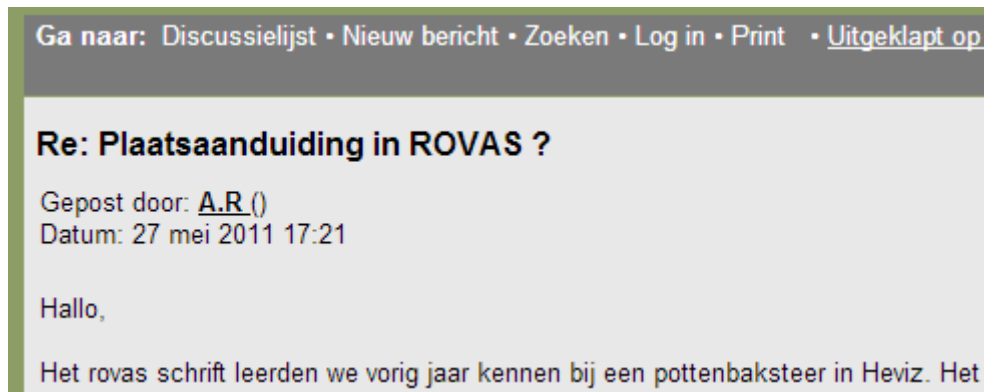 Ga naar: Discussielijst • Nieuw bericht • Zoeken • Log in • Print • Uitgeklapt op
Re: Plaatsaanduiding in ROVAS ?
Gepost door: A.R ()
Datum: 27 mei 2011 17:21
Hallo,
Het rovas schrift leerden we vorig jaar kennen bij een pottenbaksteer in Heviz. Het